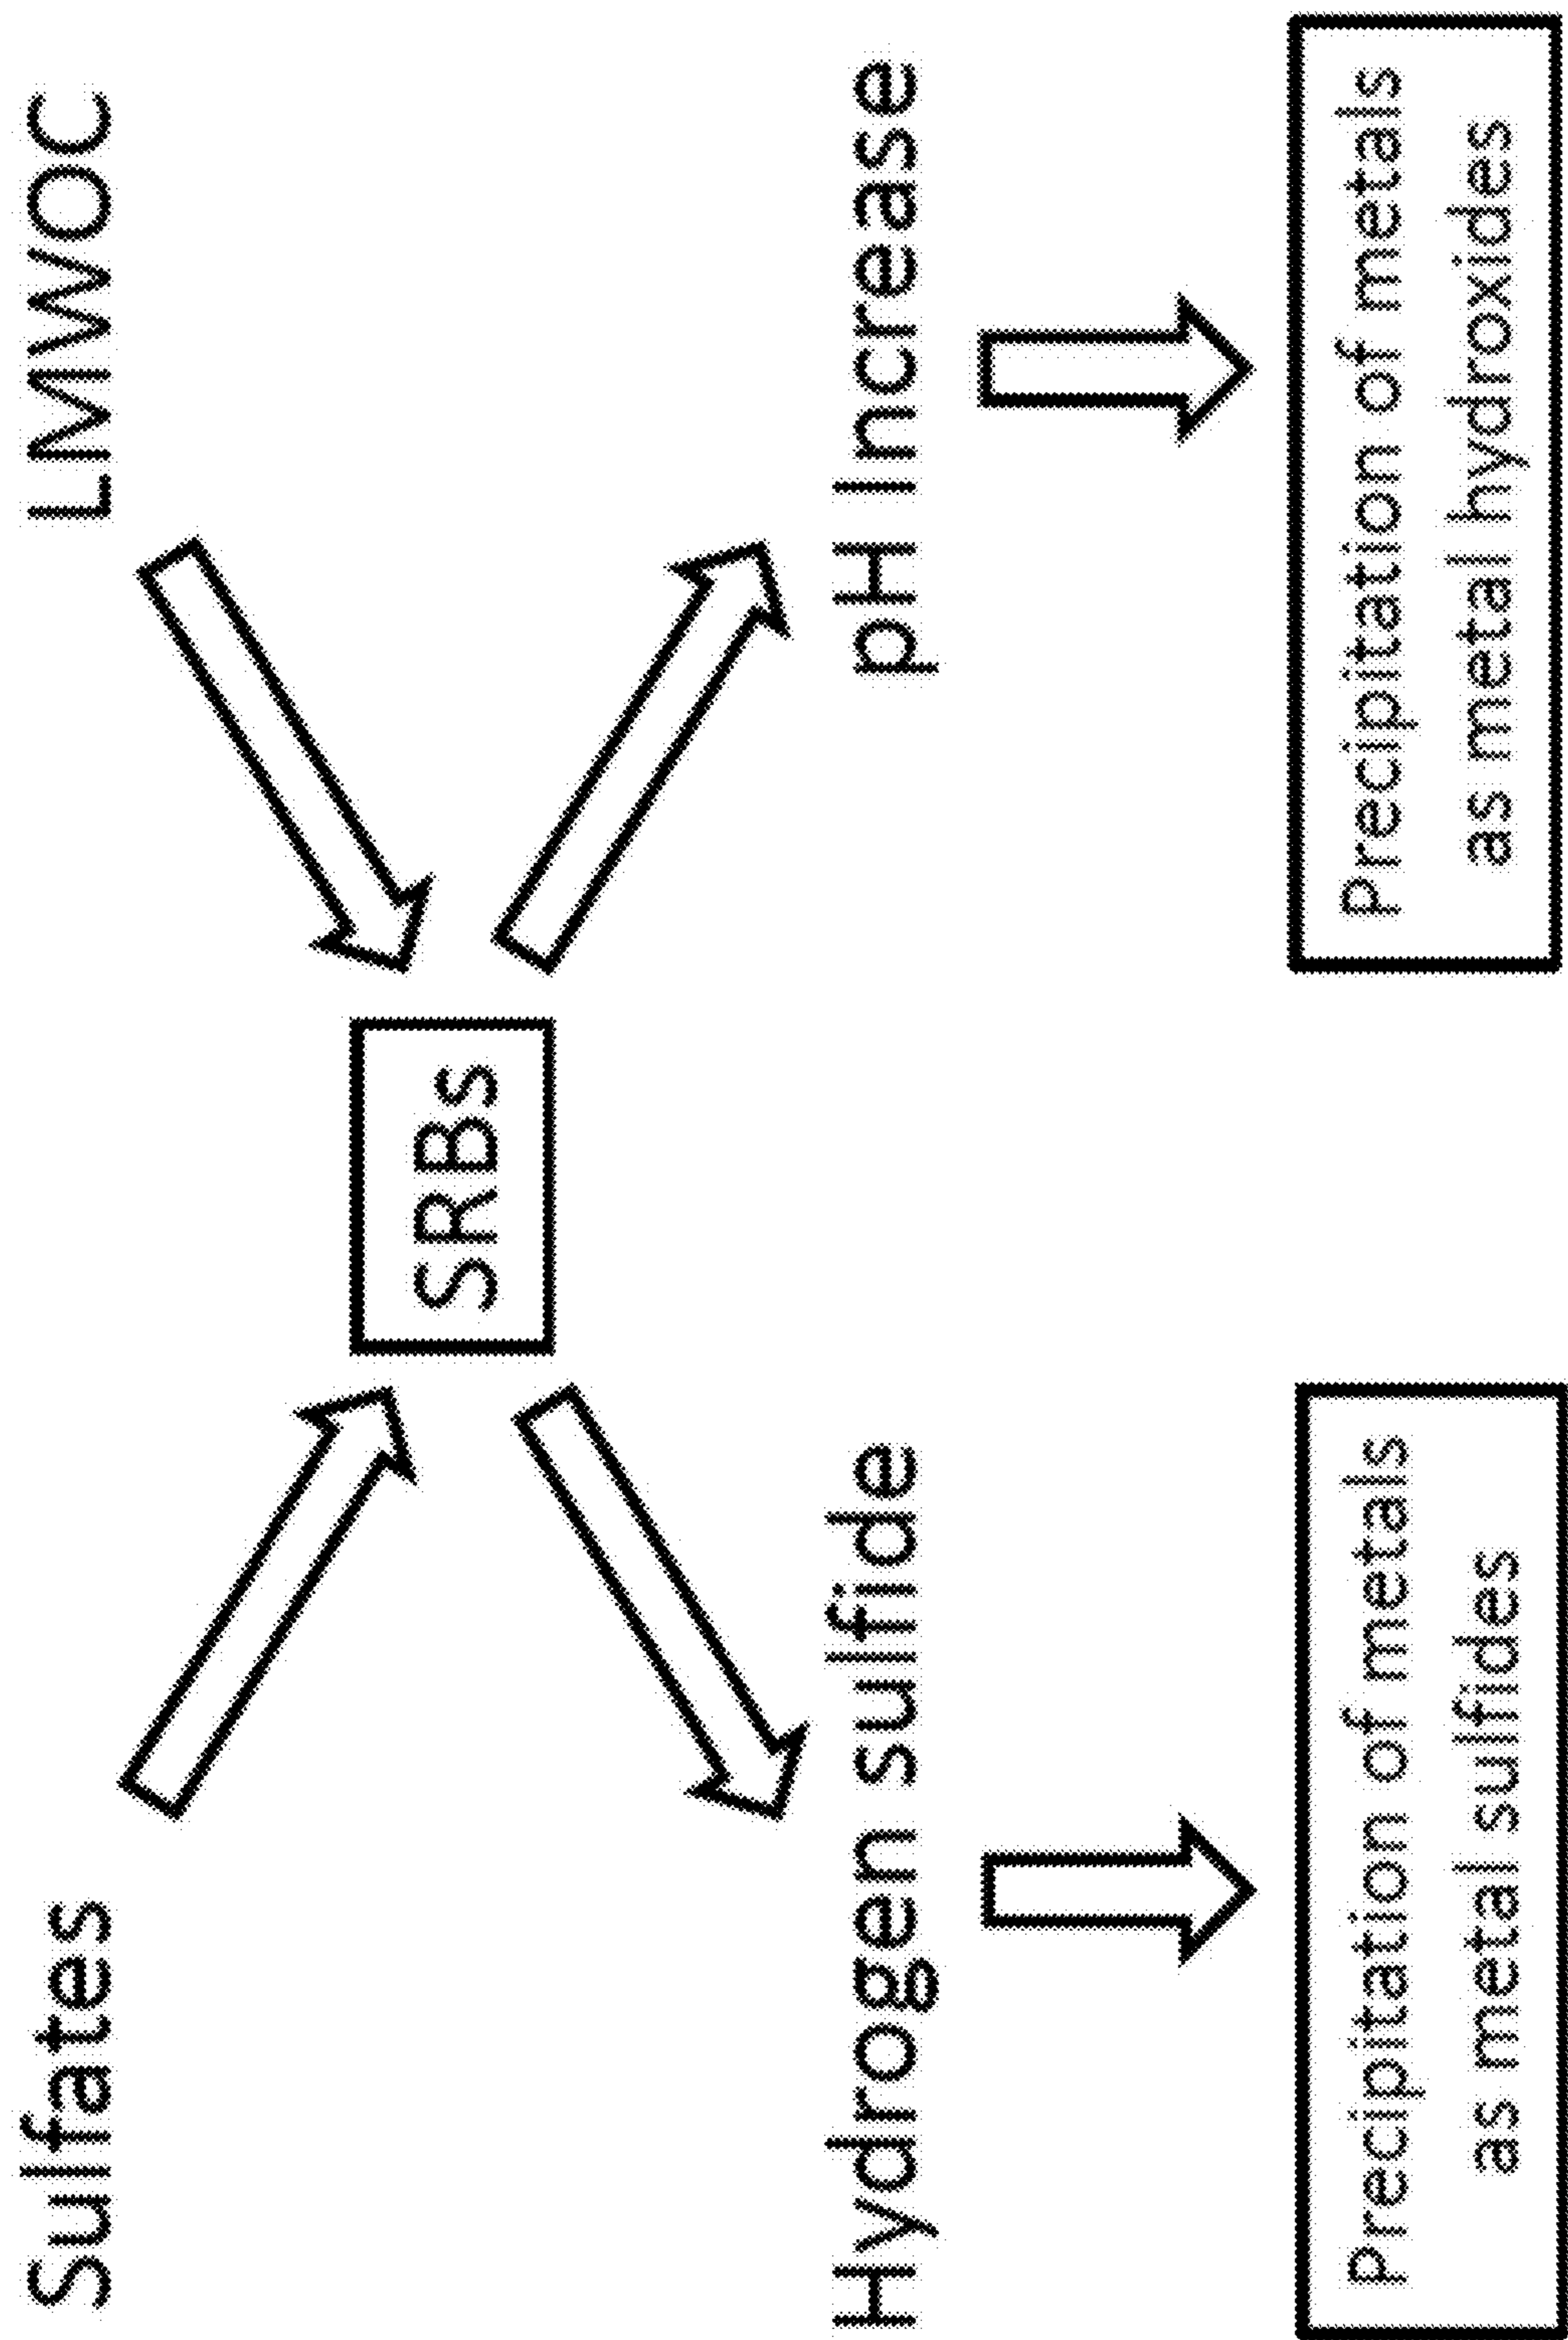 Sulfates
LMWOC
SRBs
Hydrogen sulfide
pH Increase
Precipitation of metals
as metal sulfides
Precipitation of metals
as metal hydroxides